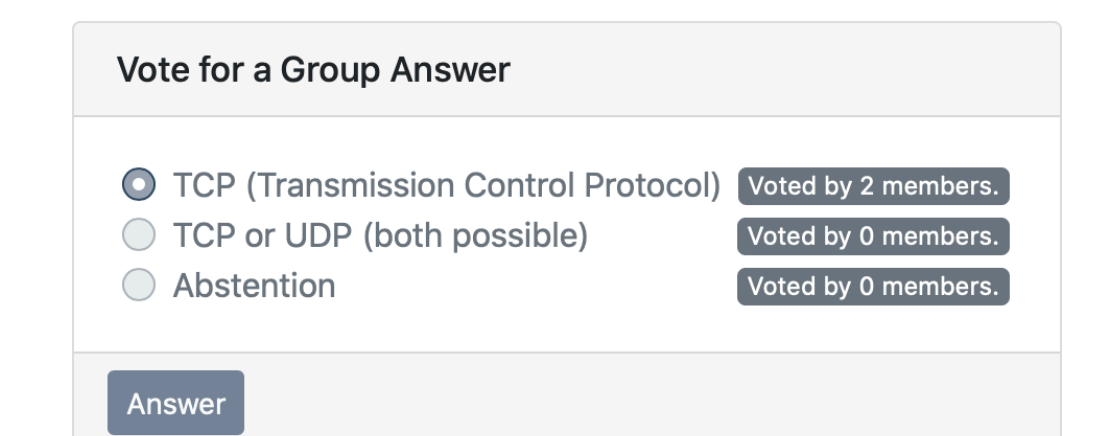 Vote for a Group Answer
TCP (Transmission Control Protocol) Voted by 2 members.
TCP or UDP (both possible) Voted by 0 members.
Abstention Voted by 0 members.
Answer